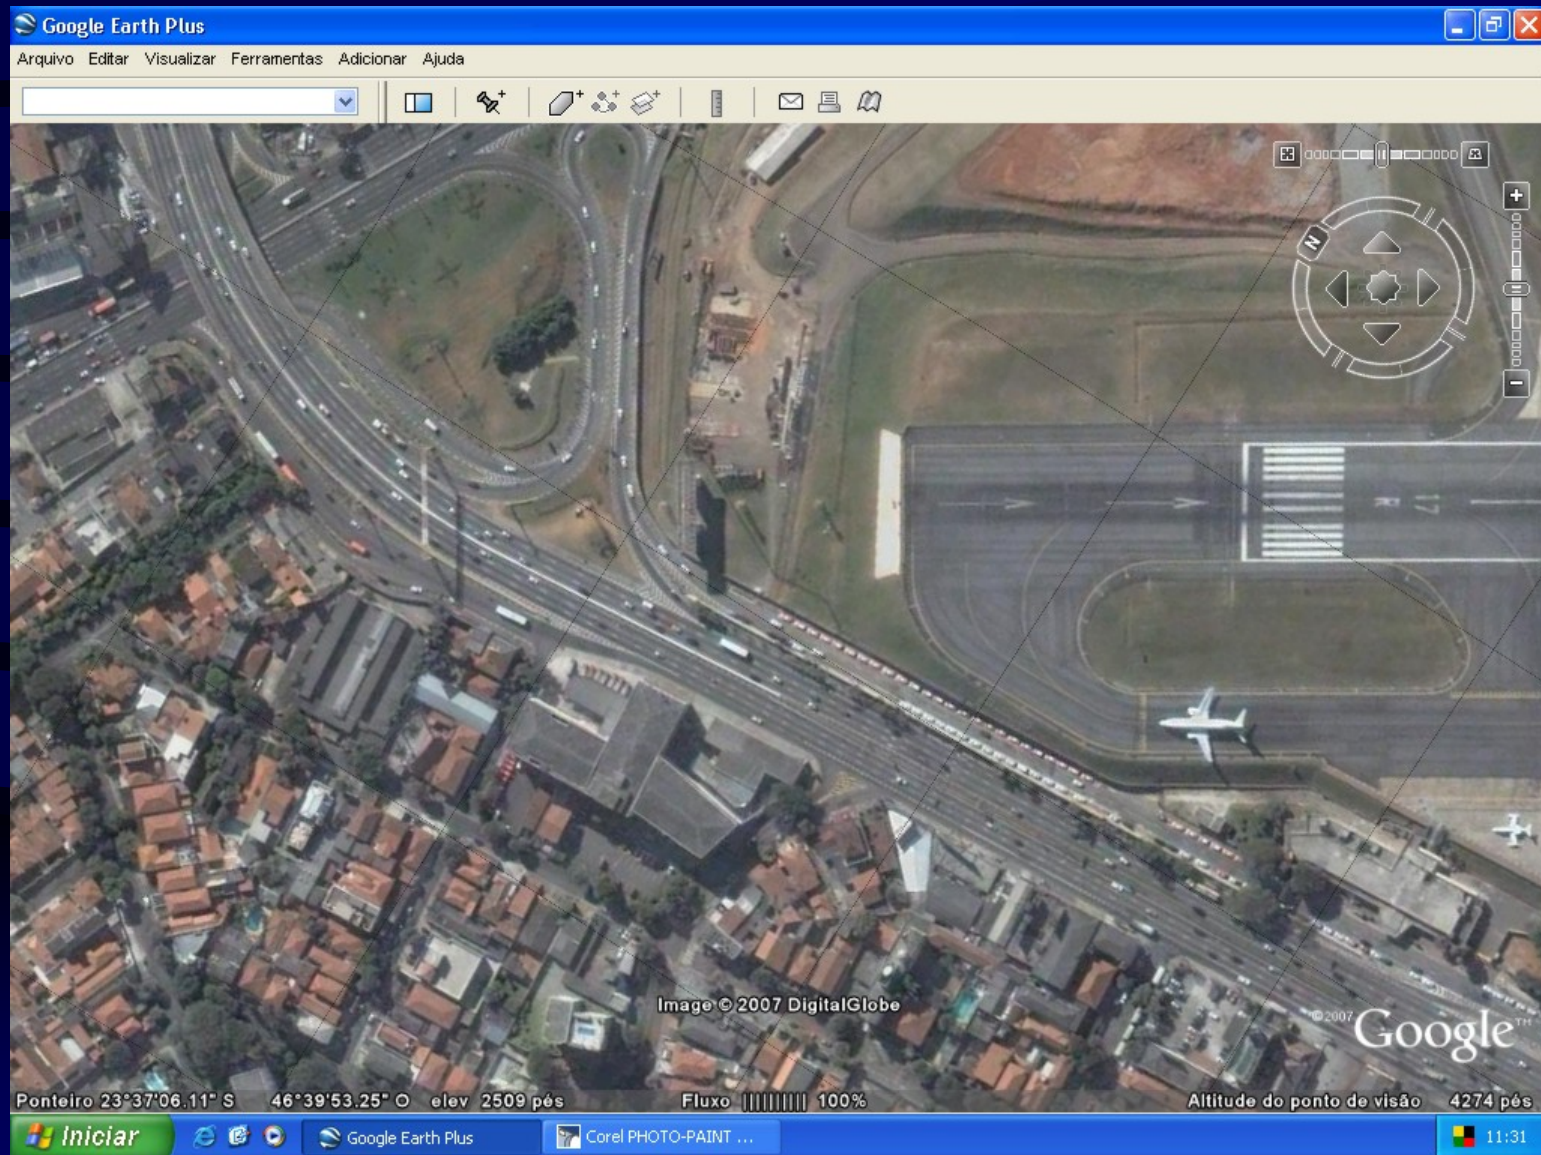 Google Earth Plus
Arquivo Editar Visualizar Ferramentas Adicionar Ajuda
N
Image © 2007 DigitalGlobe
©2007 Google™
Ponteiro 23°37'06.11" S 46°39'53.25" O elev 2509 pés Fluxo 100% Altitude do ponto de visão 4274 pés
Iniciar Google Earth Plus Corel PHOTO-PAINT ... 11:31